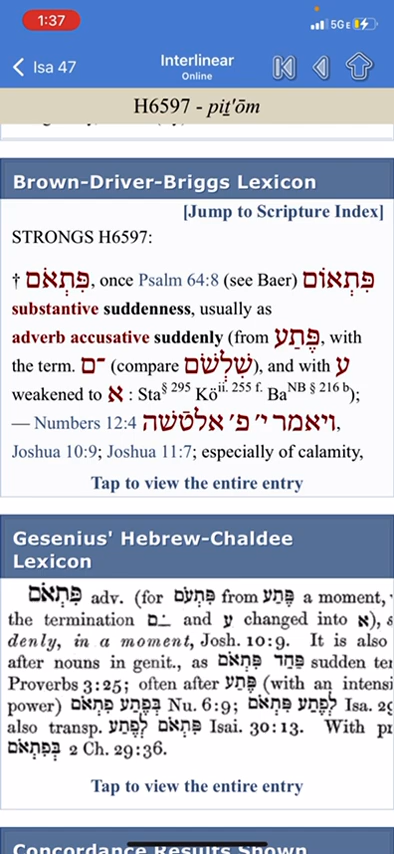 1:37
5GE
Isa 47
Interlinear
Online
H6597 - piṯ'ōm
Brown-Driver-Briggs Lexicon
[Jump to Scripture Index]
STRONGS H6597:
† פִּתְאֹם, once Psalm 64:8 (see Baer) פִּתְאוֹם
substantive suddenness, usually as
adverb accusative suddenly (from פֶּתַע, with
the term. ־ם (compare שִׁלְשֹׁם), and with ע
weakened to א : Sta§ 295 Köii. 255 f. BaNB § 216 b);
— Numbers 12:4 ויאמר י׳ פ׳ אלֿמֹשׁה,
Joshua 10:9; Joshua 11:7; especially of calamity,
Tap to view the entire entry
Gesenius' Hebrew-Chaldee
Lexicon
פִּתְאֹם adv. (for פִּתְעֹם from פֶּתַע a moment,
the termination ־ֹם and ע changed into א), s
denly, in a moment, Josh. 10:9. It is also
after nouns in genit., as פַּחַד פִּתְאֹם sudden ter
Proverbs 3:25; often after פֶּתַע (with an intensi
power) בְּפֶתַע פִּתְאֹם Nu. 6:9; לְפֶתַע פִּתְאֹם Isa. 29
also transp. פִּתְאֹם לְפֶתַע Isai. 30:13. With pr
בְּפִתְאֹם 2 Ch. 29:36.
Tap to view the entire entry
Concordance Results Shown